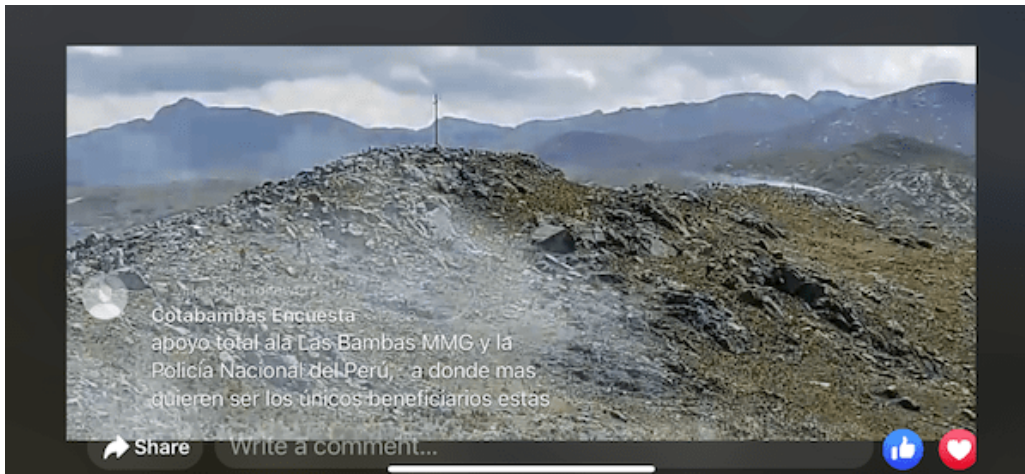 Cotabambas Encuesta
apoyo total ala Las Bambas MMG y la
Policía Nacional del Perú, a donde mas
quieren ser los únicos beneficiarios estas
Share
Write a comment...